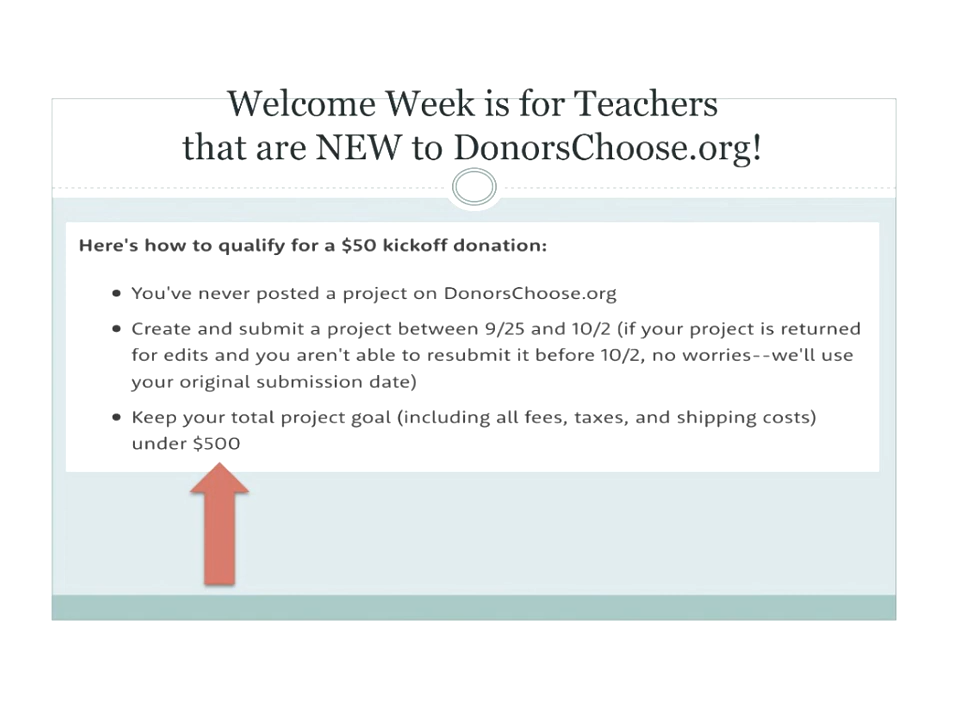 Welcome Week is for Teachers
that are NEW to DonorsChoose.org!
Here's how to qualify for a $50 kickoff donation:
• You've never posted a project on DonorsChoose.org
• Create and submit a project between 9/25 and 10/2 (if your project is returned
for edits and you aren't able to resubmit it before 10/2, no worries--we'll use
your original submission date)
• Keep your total project goal (including all fees, taxes, and shipping costs)
under $500